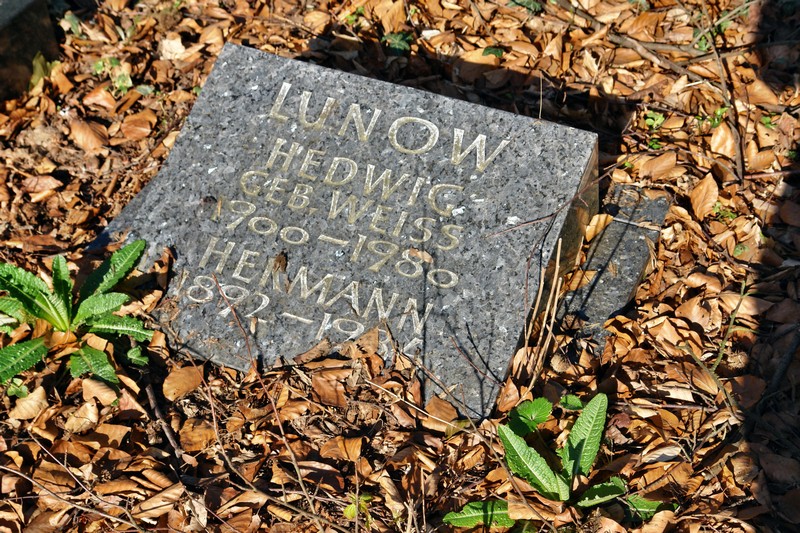 LUNOW
HEDWIG
GEB. WEISS
1900–1980
HERMANN
1892–